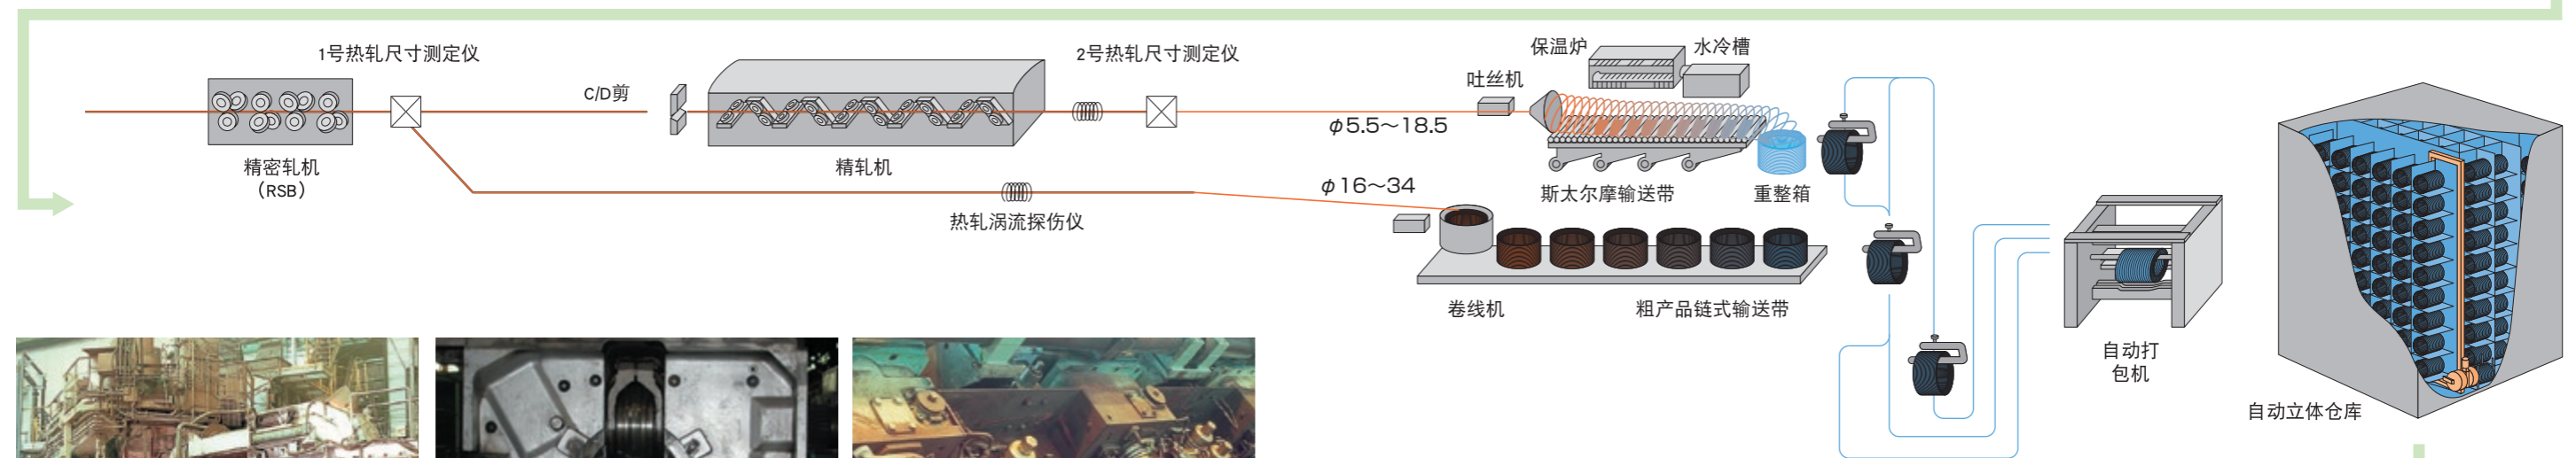 1号热轧尺寸测定仪
C/D剪
2号热轧尺寸测定仪
保温炉
水冷槽
吐丝机
φ5.5～18.5
精密轧机
（RSB）
精轧机
φ16～34
斯太尔摩输送带
重整箱
热轧涡流探伤仪
卷线机
粗产品链式输送带
自动打
包机
自动立体仓库